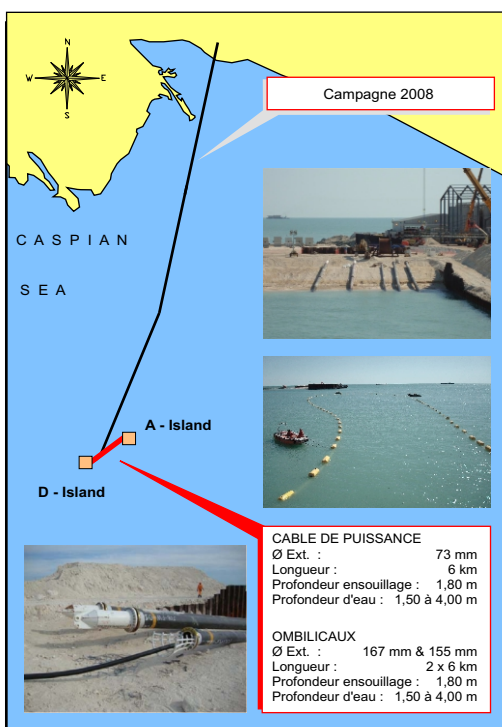 N
W E
S
Campagne 2008
CASPIAN
SEA
A - Island
D - Island
CABLE DE PUISSANCE
Ø Ext. : 73 mm
Longueur : 6 km
Profondeur ensouillage : 1,80 m
Profondeur d'eau : 1,50 à 4,00 m
OMBILICAUX
Ø Ext. : 167 mm & 155 mm
Longueur : 2 x 6 km
Profondeur ensouillage : 1,80 m
Profondeur d'eau : 1,50 à 4,00 m